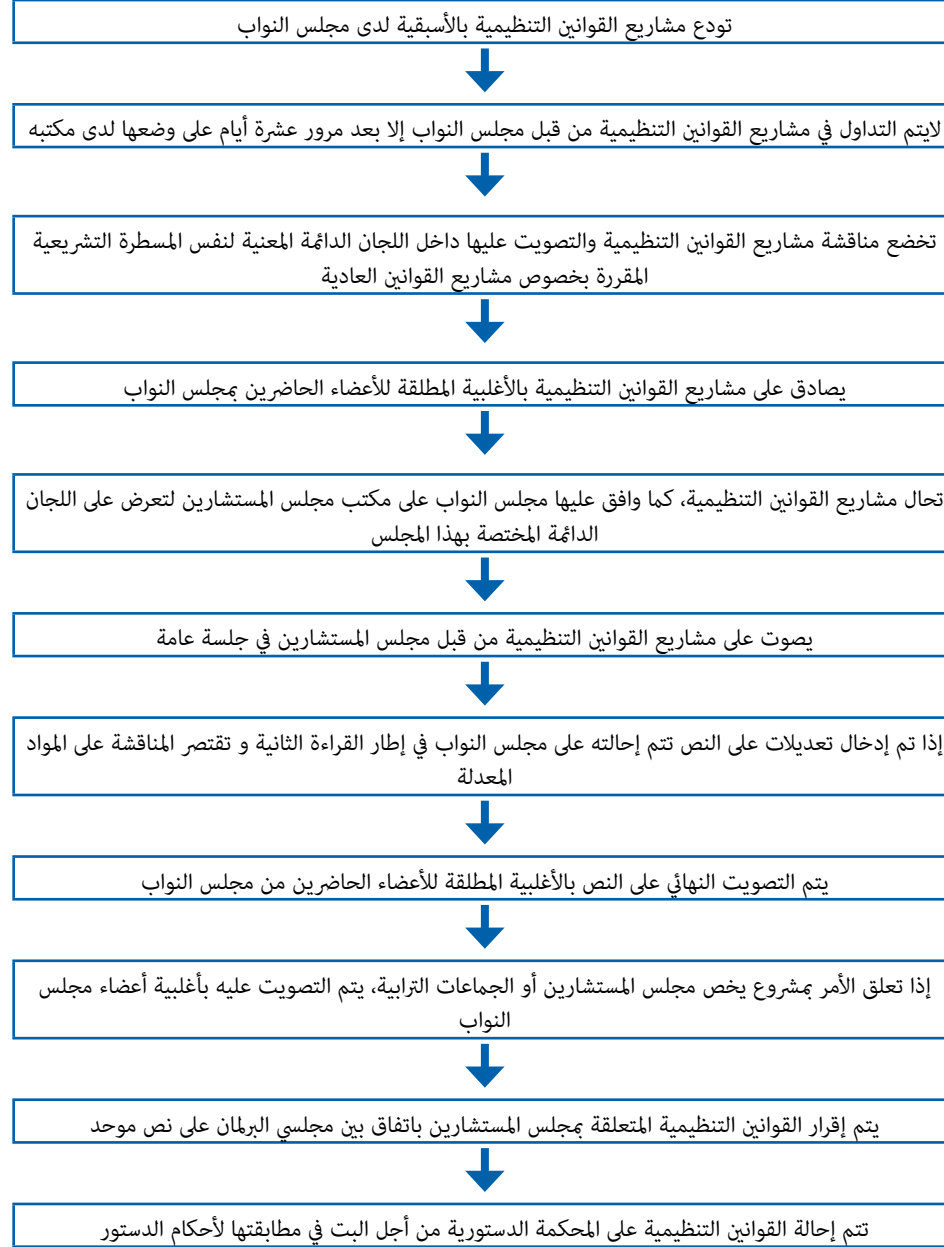 تودع مشاريع القوانين التنظيمية بالأسبقية لدى مجلس النواب
لايتم التداول في مشاريع القوانين التنظيمية من قبل مجلس النواب إلا بعد مرور عشرة أيام على وضعها لدى مكتبه
تخضع مناقشة مشاريع القوانين التنظيمية والتصويت عليها داخل اللجان الدائمة المعنية لنفس المسطرة التشريعية
المقررة بخصوص مشاريع القوانين العادية
يصادق على مشاريع القوانين التنظيمية بالأغلبية المطلقة للأعضاء الحاضرين بمجلس النواب
تحال مشاريع القوانين التنظيمية، كما وافق عليها مجلس النواب على مكتب مجلس المستشارين لتعرض على اللجان
الدائمة المختصة بهذا المجلس
يصوت على مشاريع القوانين التنظيمية من قبل مجلس المستشارين في جلسة عامة
إذا تم إدخال تعديلات على النص تتم إحالته على مجلس النواب في إطار القراءة الثانية و تقتصر المناقشة على المواد
المعدلة
يتم التصويت النهائي على النص بالأغلبية المطلقة للأعضاء الحاضرين من مجلس النواب
إذا تعلق الأمر بمشروع يخص مجلس المستشارين أو الجماعات الترابية، يتم التصويت عليه بأغلبية أعضاء مجلس
النواب
يتم إقرار القوانين التنظيمية المتعلقة بمجلس المستشارين باتفاق بين مجلسي البرلمان على نص موحد
تتم إحالة القوانين التنظيمية على المحكمة الدستورية من أجل البت في مطابقتها لأحكام الدستور